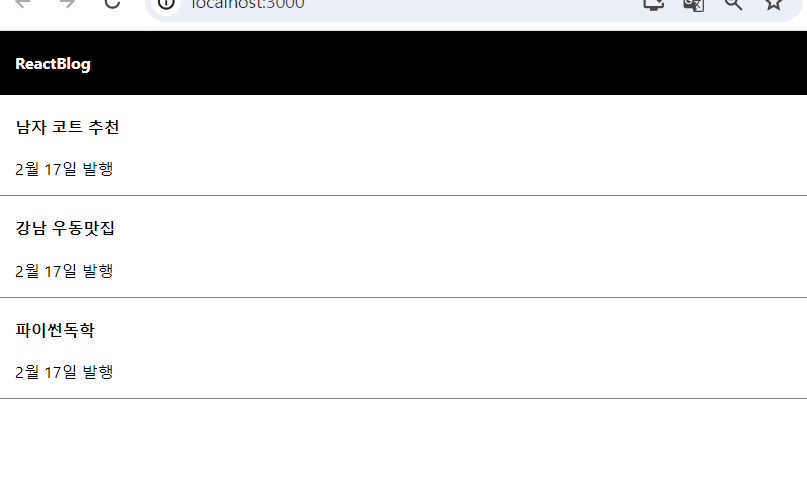 localhost:3000
ReactBlog
남자 코트 추천
2월 17일 발행
강남 우동맛집
2월 17일 발행
파이썬독학
2월 17일 발행